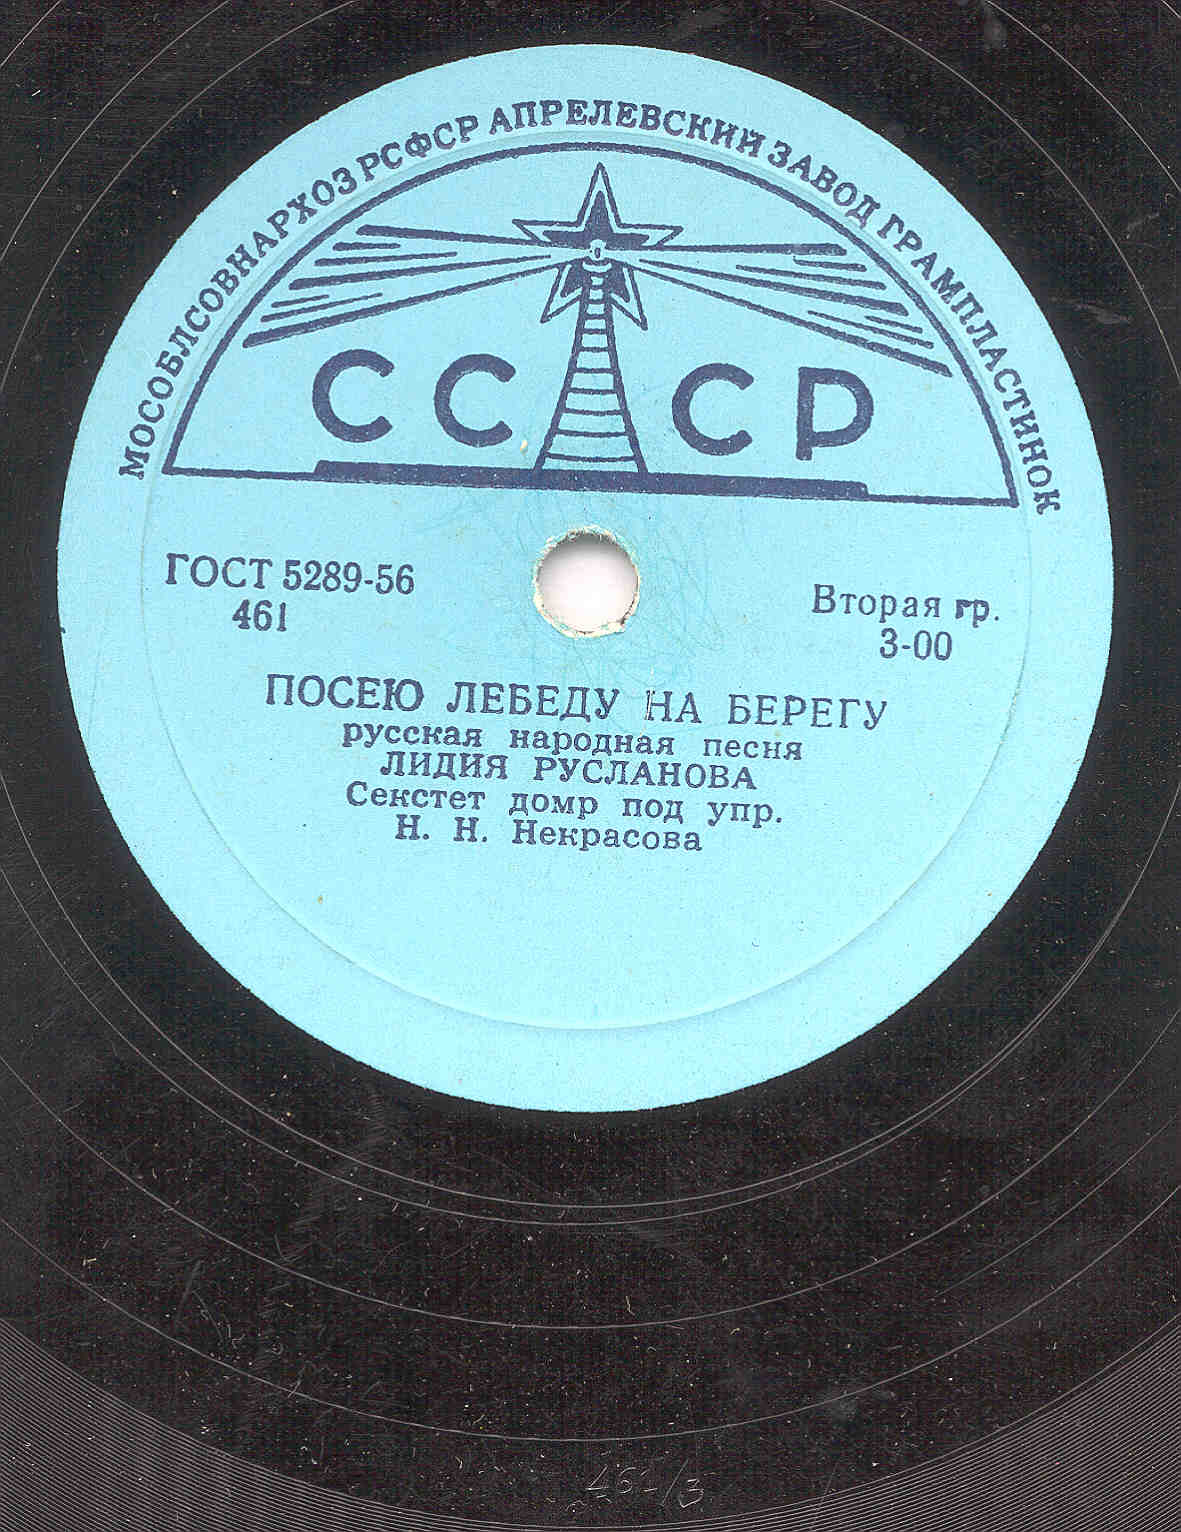 МОСОБЛСОВНАРХОЗ РСФСР АПРЕЛЕВСКИЙ ЗАВОД ГРАМПЛАСТИНОК
СССР
ГОСТ 5289-56
461
Вторая гр.
3-00
ПОСЕЮ ЛЕБЕДУ НА БЕРЕГУ
русская народная песня
ЛИДИЯ РУСЛАНОВА
Секстет домр под упр.
Н. Н. Некрасова
461/3